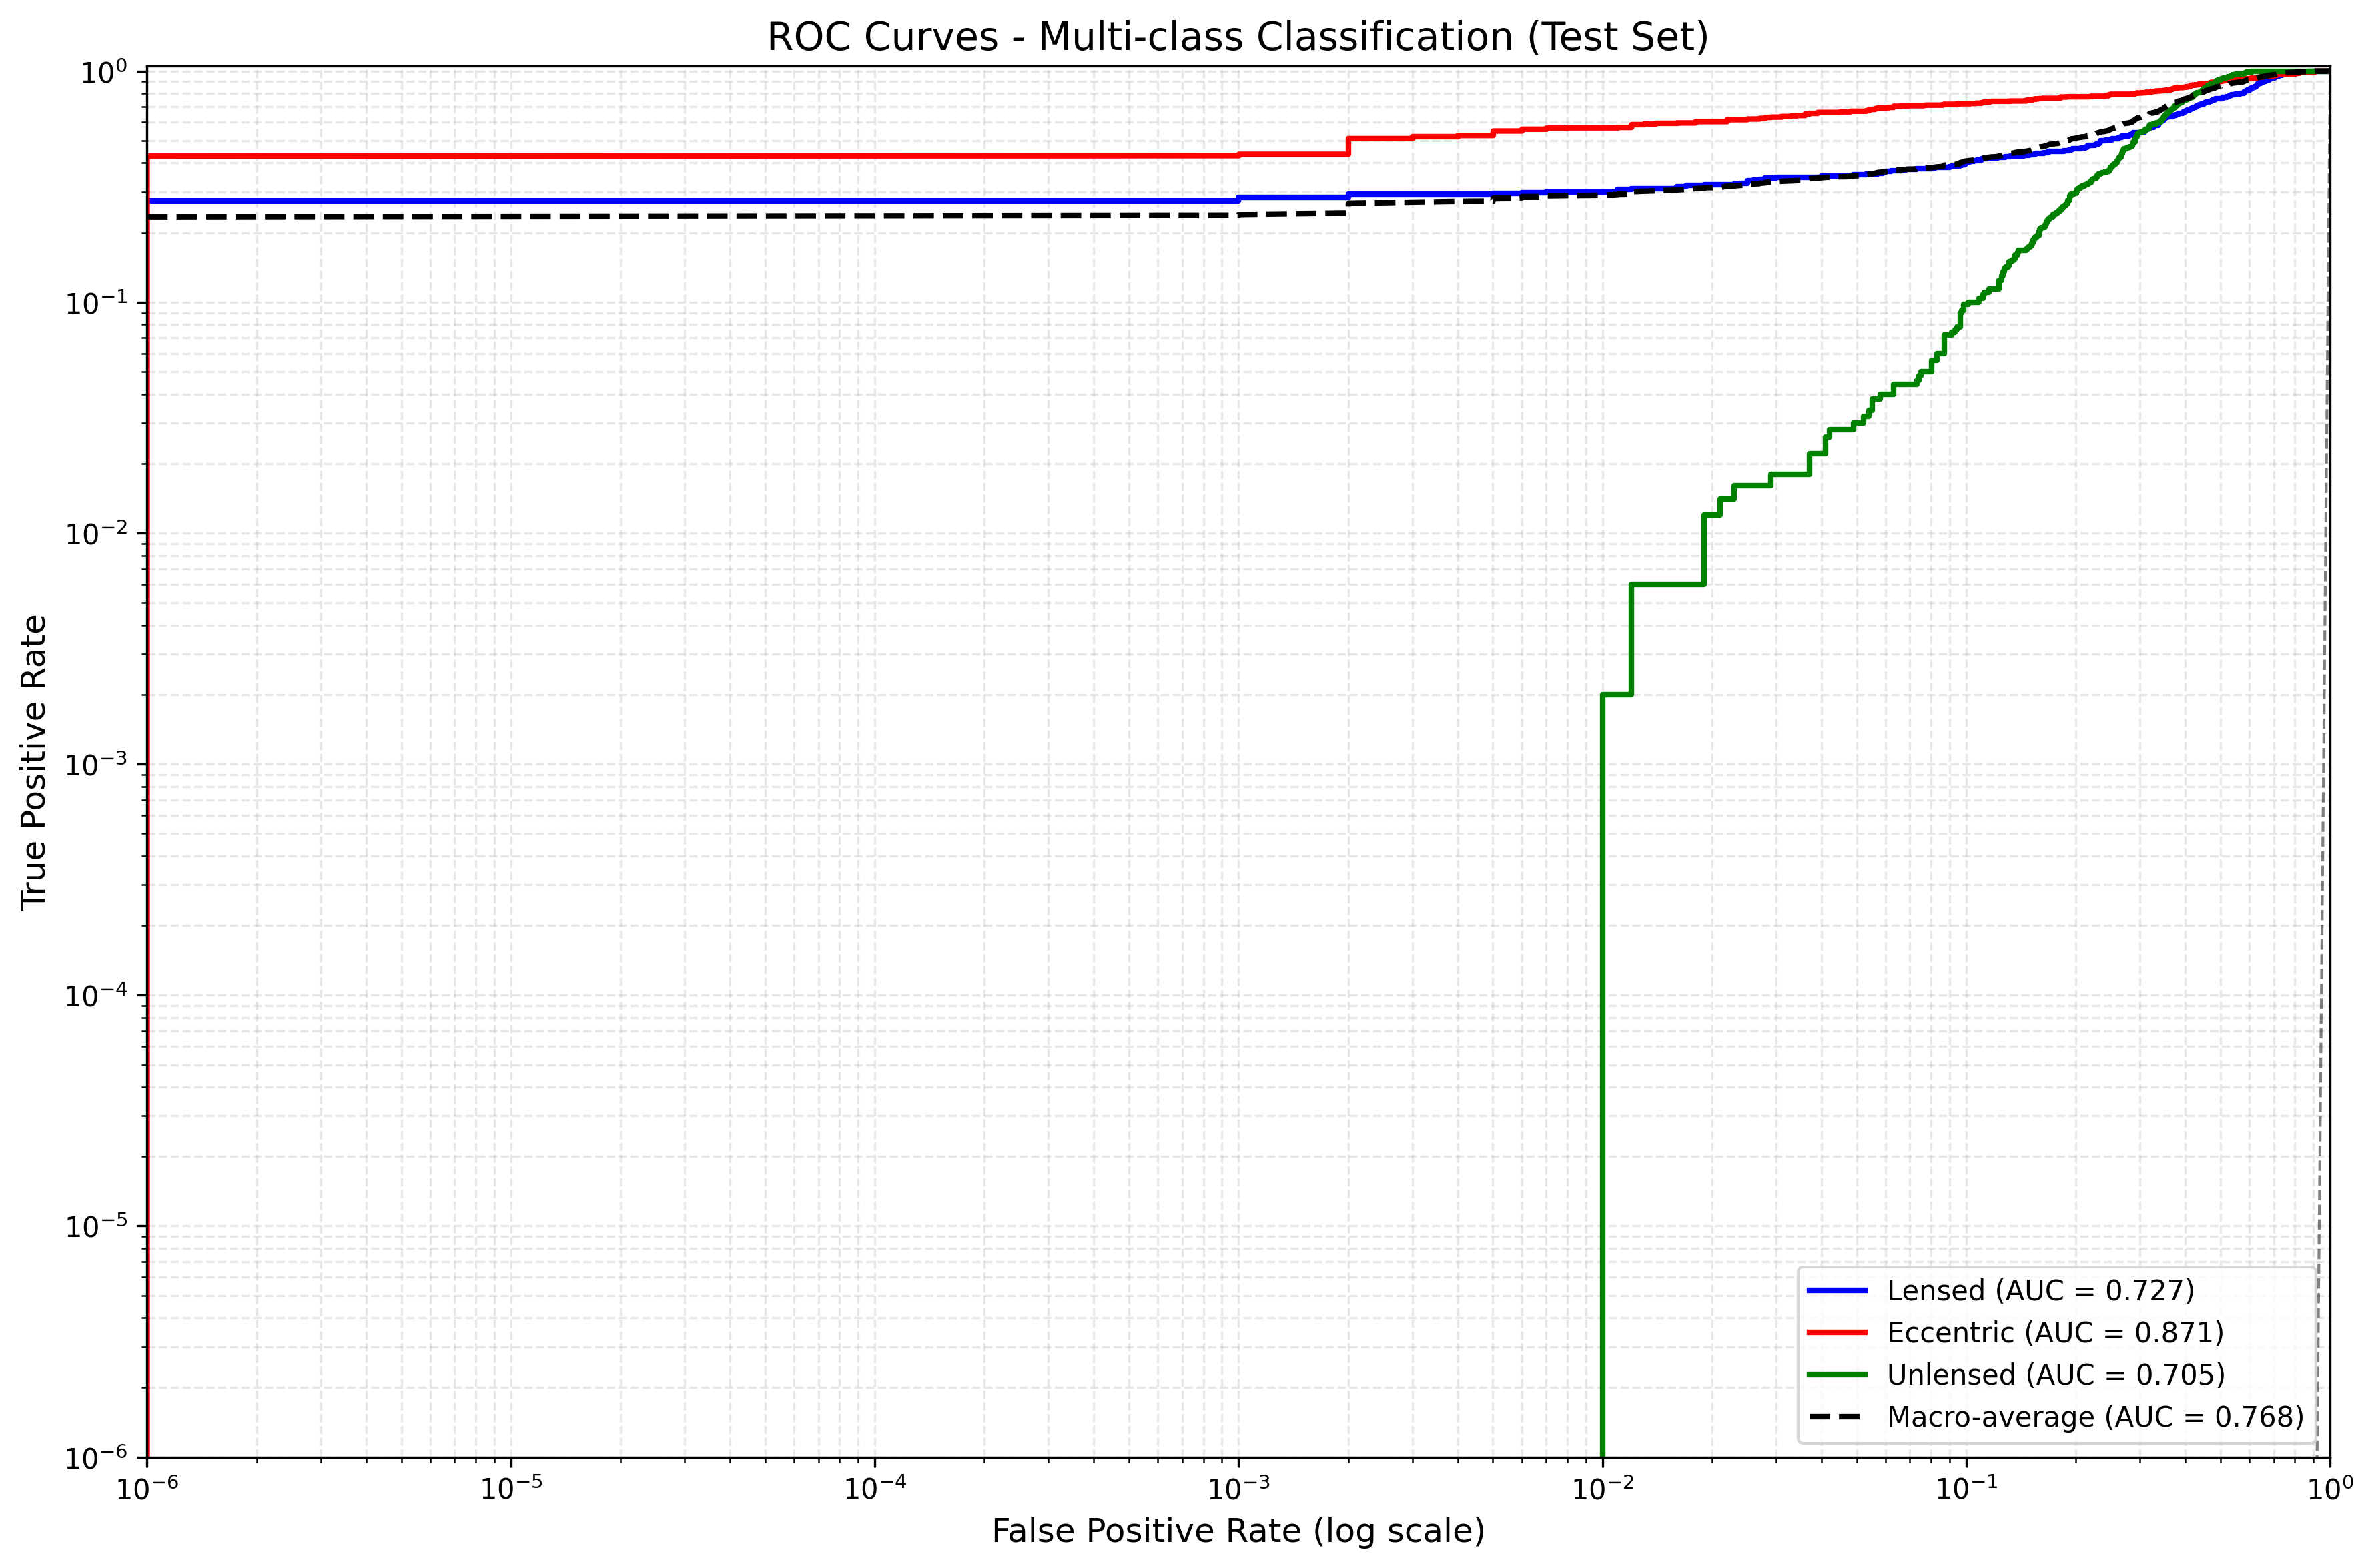 ROC Curves - Multi-class Classification (Test Set)
True Positive Rate
10⁰
10⁻¹
10⁻²
10⁻³
10⁻⁴
10⁻⁵
10⁻⁶
Lensed (AUC = 0.727)
Eccentric (AUC = 0.871)
Unlensed (AUC = 0.705)
Macro-average (AUC = 0.768)
10⁻⁶ 10⁻⁵ 10⁻⁴ 10⁻³ 10⁻² 10⁻¹ 10⁰
False Positive Rate (log scale)